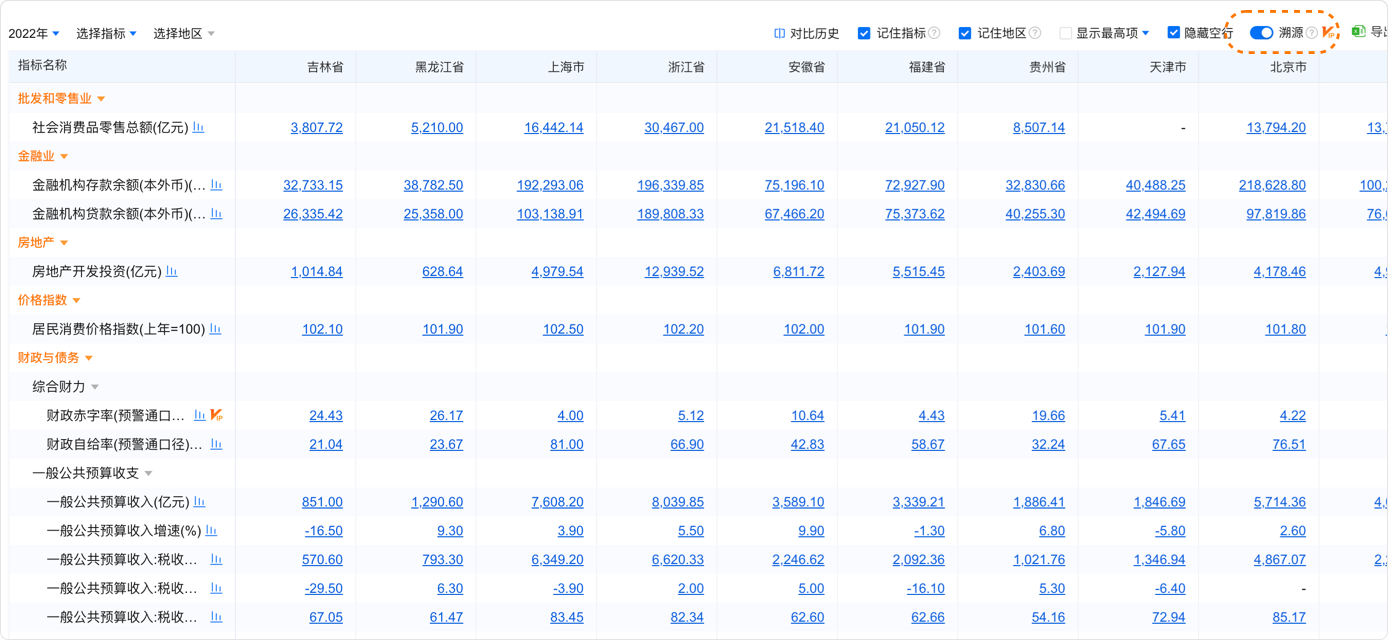 2022年 选择指标 选择地区 对比历史 记住指标 记住地区 显示最高项 隐藏空行 溯源 导出
指标名称 吉林省 黑龙江省 上海市 浙江省 安徽省 福建省 贵州省 天津市 北京市
批发和零售业
社会消费品零售总额(亿元) 3,807.72 5,210.00 16,442.14 30,467.00 21,518.40 21,050.12 8,507.14 - 13,794.20 13,
金融业
金融机构存款余额(本外币)(... 32,733.15 38,782.50 192,293.06 196,339.85 75,196.10 72,927.90 32,830.66 40,488.25 218,628.80 100,
金融机构贷款余额(本外币)(... 26,335.42 25,358.00 103,138.91 189,808.33 67,466.20 75,373.62 40,255.30 42,494.69 97,819.86 76,
房地产
房地产开发投资(亿元) 1,014.84 628.64 4,979.54 12,939.52 6,811.72 5,515.45 2,403.69 2,127.94 4,178.46 4,
价格指数
居民消费价格指数(上年=100) 102.10 101.90 102.50 102.20 102.00 101.90 101.60 101.90 101.80
财政与债务
综合财力
财政赤字率(预警通口... VIP 24.43 26.17 4.00 5.12 10.64 4.43 19.66 5.41 4.22
财政自给率(预警通口径)... 21.04 23.67 81.00 66.90 42.83 58.67 32.24 67.65 76.51
一般公共预算收支
一般公共预算收入(亿元) 851.00 1,290.60 7,608.20 8,039.85 3,589.10 3,339.21 1,886.41 1,846.69 5,714.36 4,
一般公共预算收入增速(%) -16.50 9.30 3.90 5.50 9.90 -1.30 6.80 -5.80 2.60
一般公共预算收入:税收... 570.60 793.30 6,349.20 6,620.33 2,246.62 2,092.36 1,021.76 1,346.94 4,867.07 2,
一般公共预算收入:税收... -29.50 6.30 -3.90 2.00 5.00 -16.10 5.30 -6.40 -
一般公共预算收入:税收... 67.05 61.47 83.45 82.34 62.60 62.66 54.16 72.94 85.17